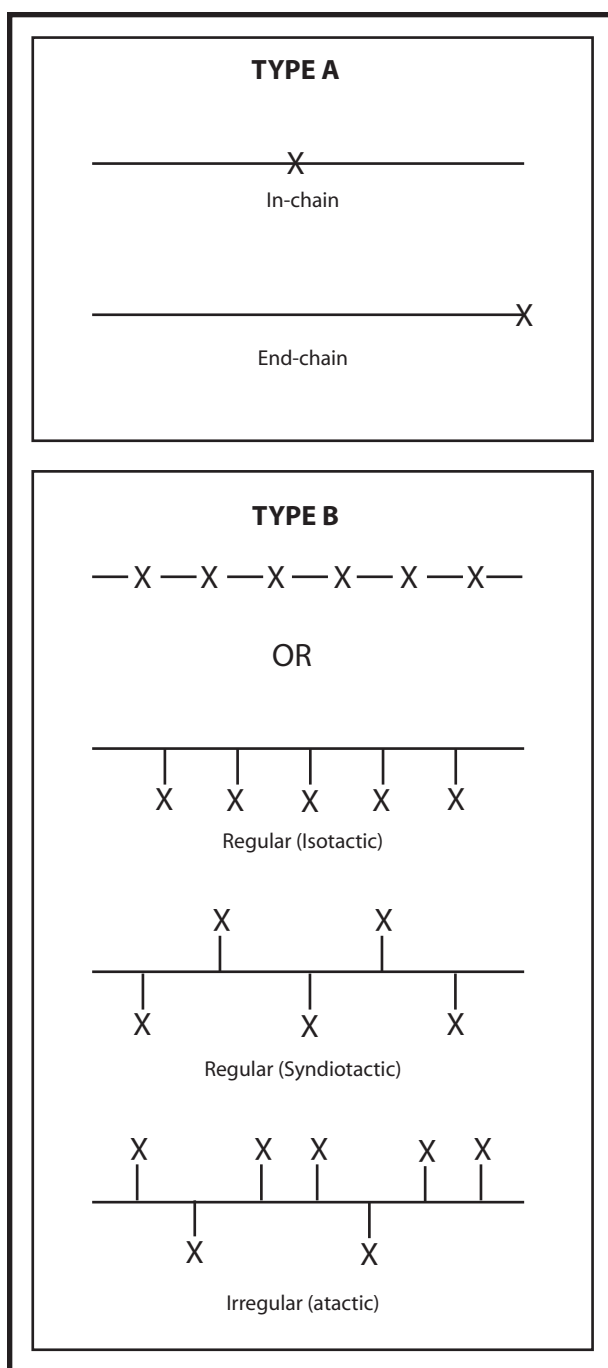 TYPE A
X
In-chain
X
End-chain
TYPE B
X X X X X X
OR
X X X X X
Regular (Isotactic)
X X
X X X
Regular (Syndiotactic)
X X X X X
X X
Irregular (atactic)